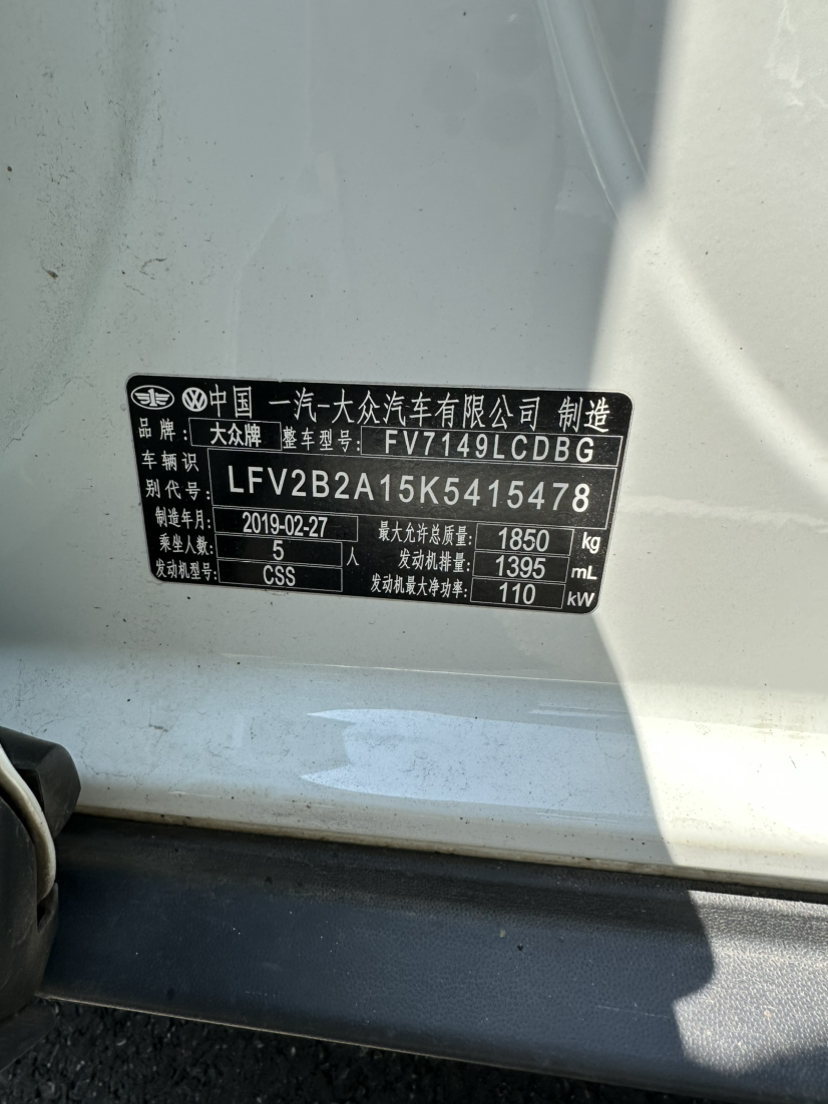 中国 一汽-大众汽车有限公司 制造
品牌: 大众牌 整车型号: FV7149LCDBG
车辆识别代号: LFV2B2A15K5415478
制造年月: 2019-02-27 最大允许总质量: 1850 kg
乘坐人数: 5 人 发动机排量: 1395 mL
发动机型号: CSS 发动机最大净功率: 110 kW